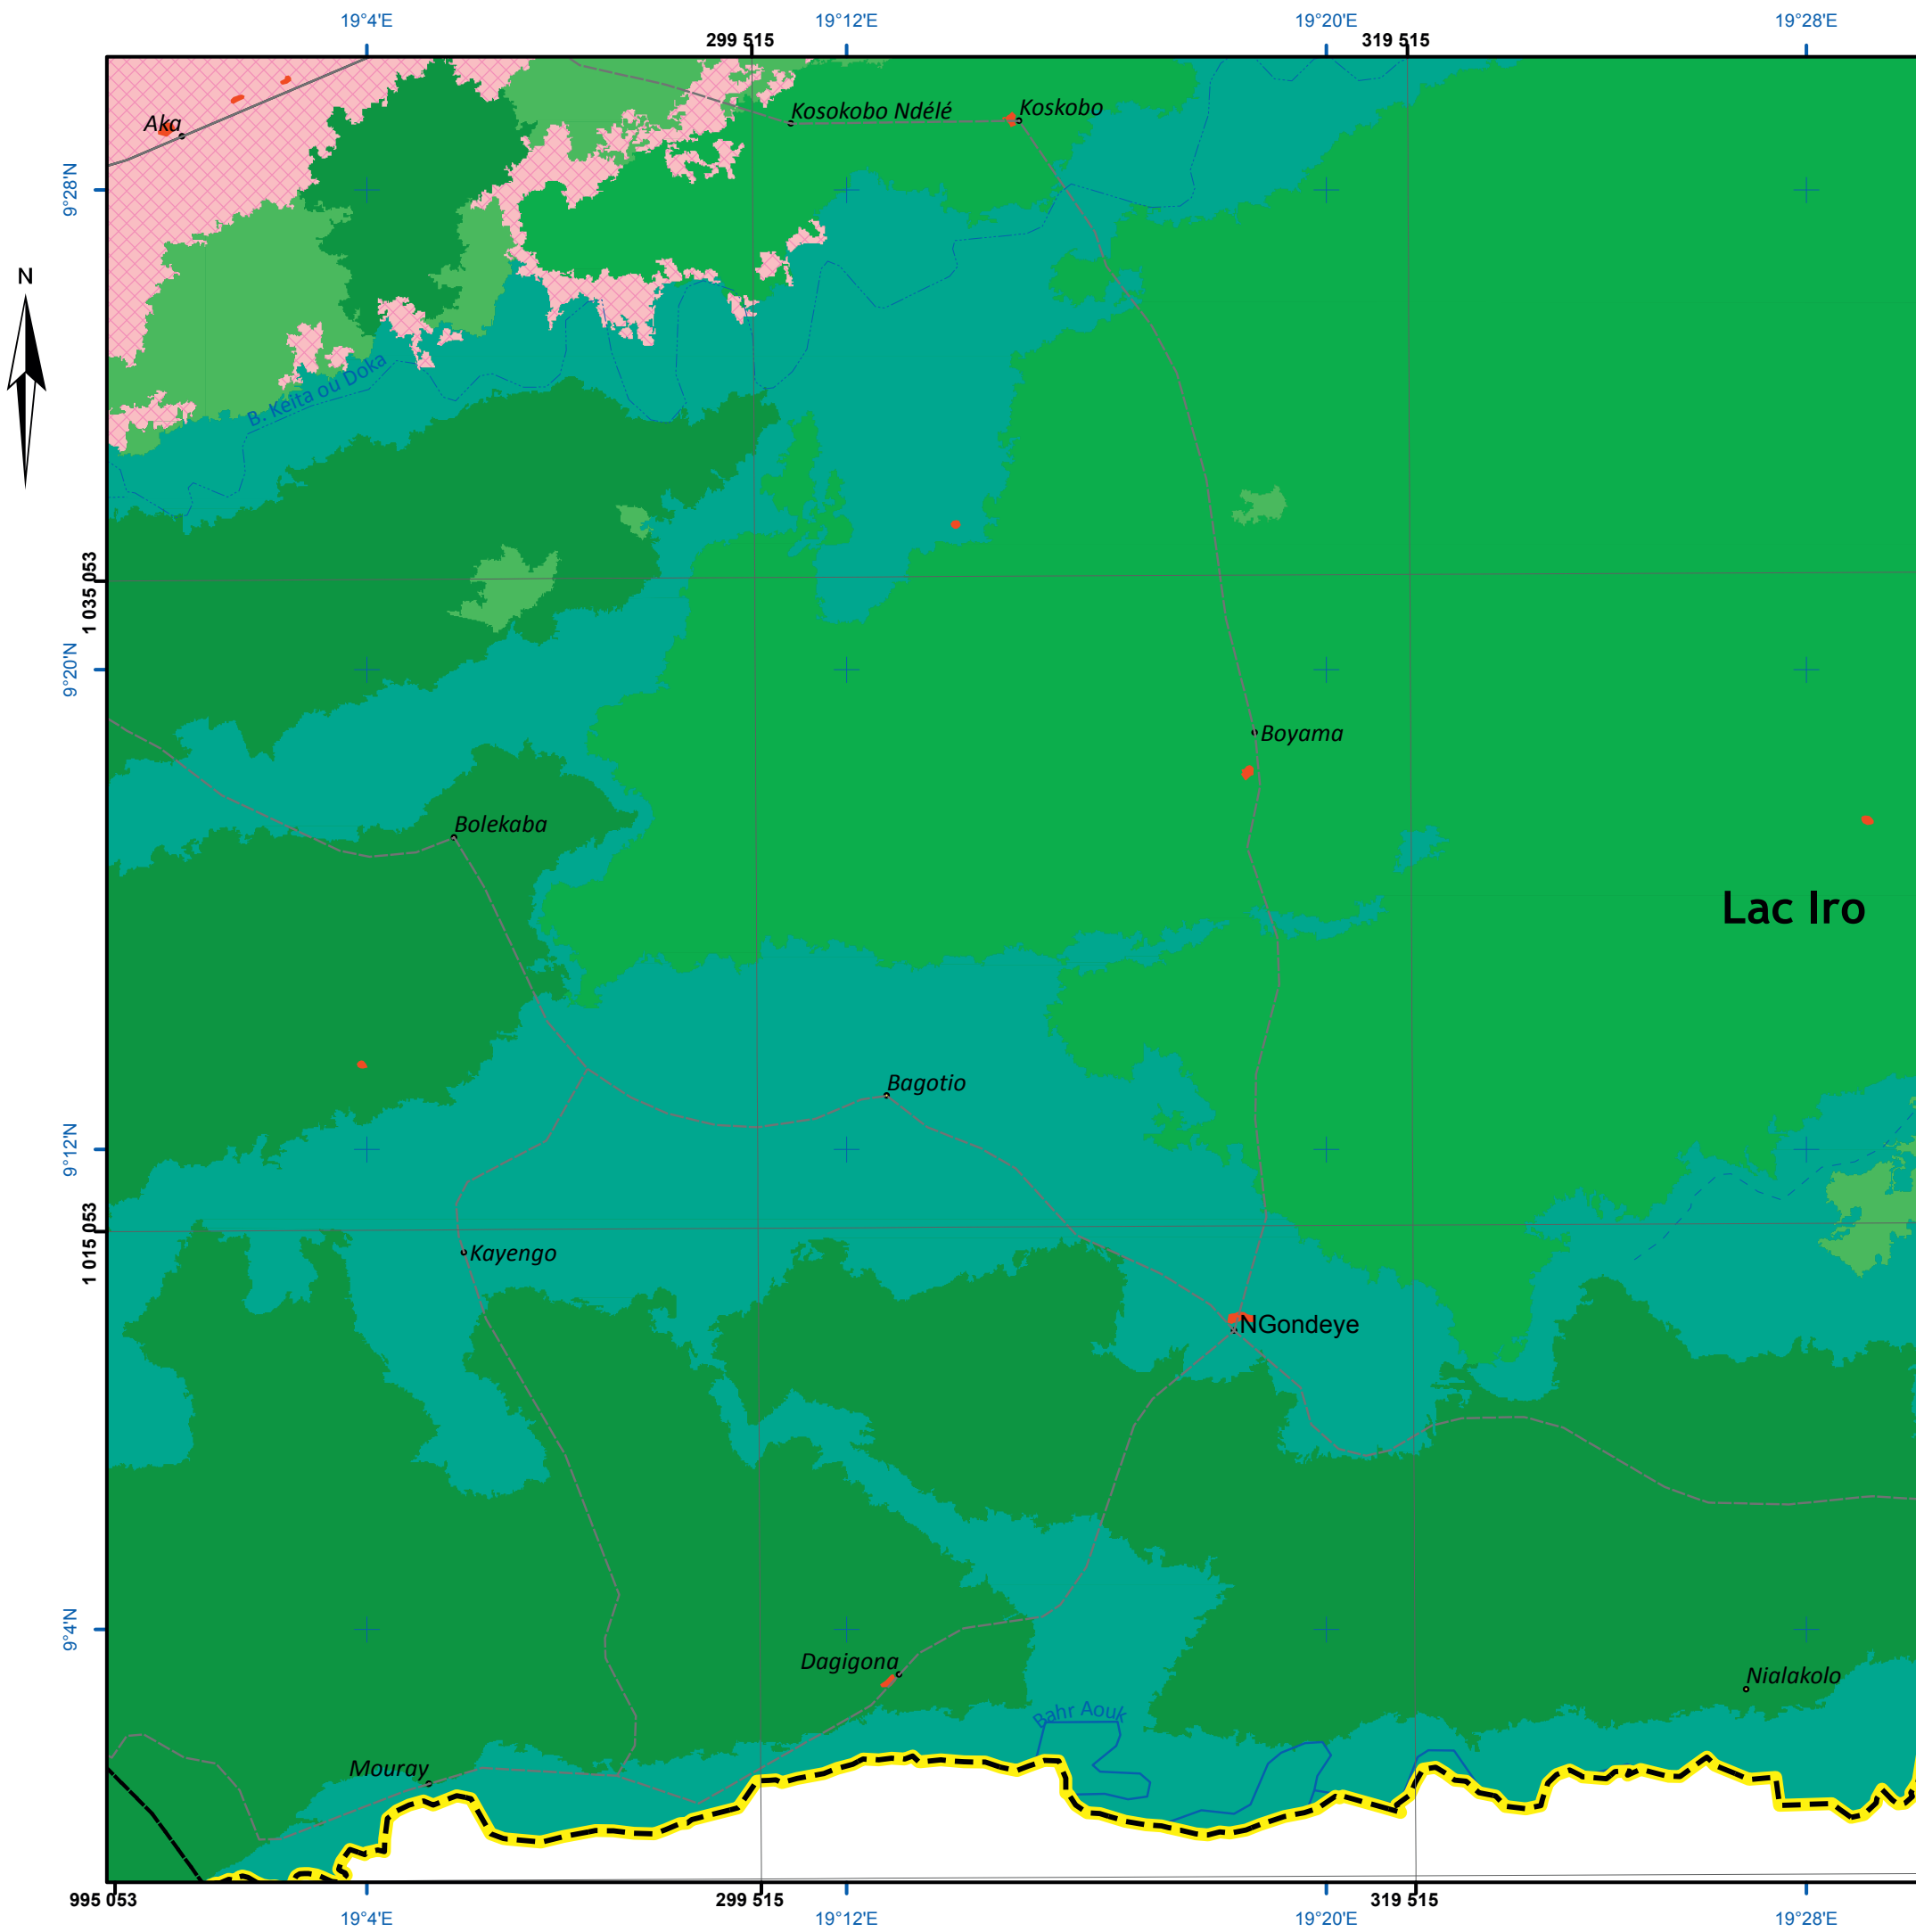 19°4'E 19°12'E 19°20'E 19°28'E
299 515 319 515
Aka
Kosokobo Ndélé
Koskobo
9°28'N
N
B. Keita ou Doka
1 035 053
9°20'N
Boyama
Bolekaba
Lac Iro
Bagotio
9°12'N
1 015 053
Kayengo
NGondeye
9°4'N
Dagigona
Nialakolo
Bahr Aouk
Mouray
995 053 299 515 319 515
19°4'E 19°12'E 19°20'E 19°28'E